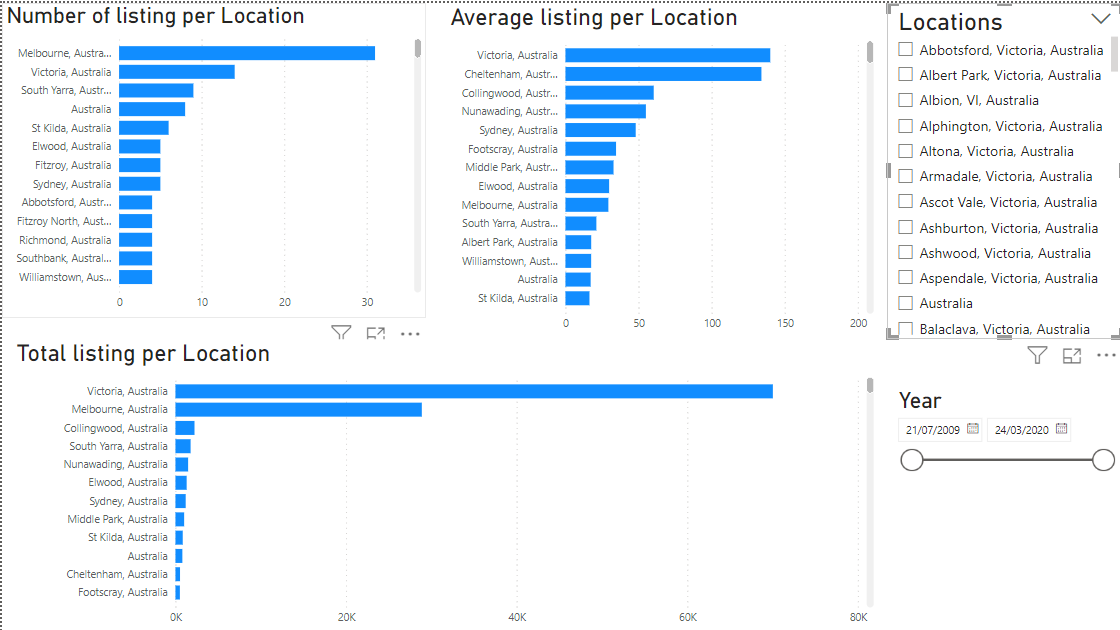 Number of listing per Location
Melbourne, Austra...
Victoria, Australia
South Yarra, Austr...
Australia
St Kilda, Australia
Elwood, Australia
Fitzroy, Australia
Sydney, Australia
Abbotsford, Austr...
Fitzroy North, Aust...
Richmond, Australia
Southbank, Austral...
Williamstown, Aus...
0 10 20 30
Average listing per Location
Victoria, Australia
Cheltenham, Austr...
Collingwood, Austr...
Nunawading, Austr...
Sydney, Australia
Footscray, Australia
Middle Park, Austr...
Elwood, Australia
Melbourne, Australia
South Yarra, Austra...
Albert Park, Australia
Williamstown, Aust...
Australia
St Kilda, Australia
0 50 100 150 200
Locations
Abbotsford, Victoria, Australia
Albert Park, Victoria, Australia
Albion, VI, Australia
Alphington, Victoria, Australia
Altona, Victoria, Australia
Armadale, Victoria, Australia
Ascot Vale, Victoria, Australia
Ashburton, Victoria, Australia
Ashwood, Victoria, Australia
Aspendale, Victoria, Australia
Australia
Balaclava, Victoria, Australia
Total listing per Location
Victoria, Australia
Melbourne, Australia
Collingwood, Australia
South Yarra, Australia
Nunawading, Australia
Elwood, Australia
Sydney, Australia
Middle Park, Australia
St Kilda, Australia
Australia
Cheltenham, Australia
Footscray, Australia
0K 20K 40K 60K 80K
Year
21/07/2009 24/03/2020